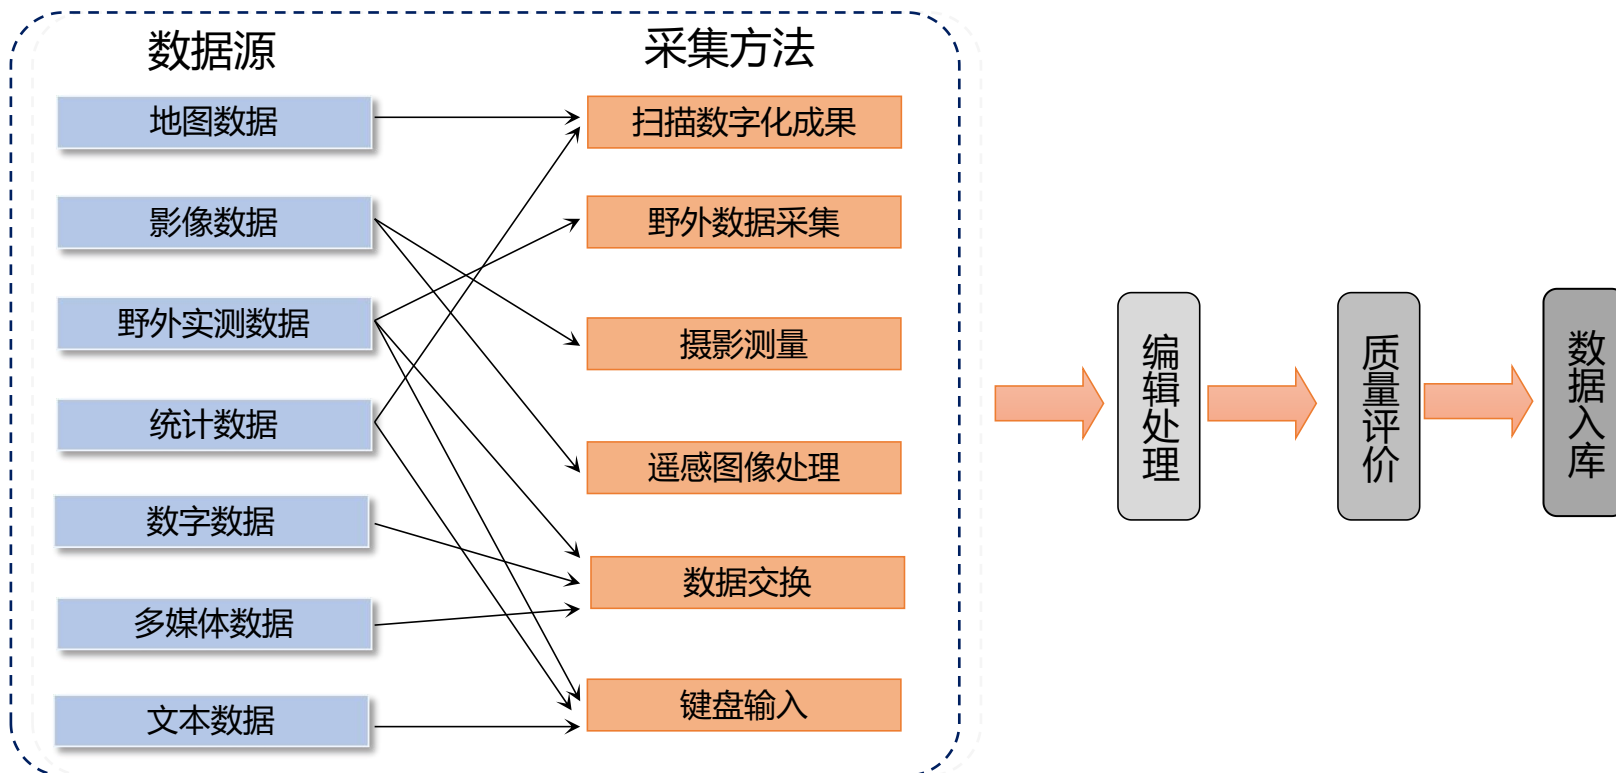 数据源
采集方法
地图数据
扫描数字化成果
影像数据
野外数据采集
野外实测数据
摄影测量
统计数据
遥感图像处理
数字数据
数据交换
多媒体数据
键盘输入
文本数据
编辑处理
质量评价
数据入库